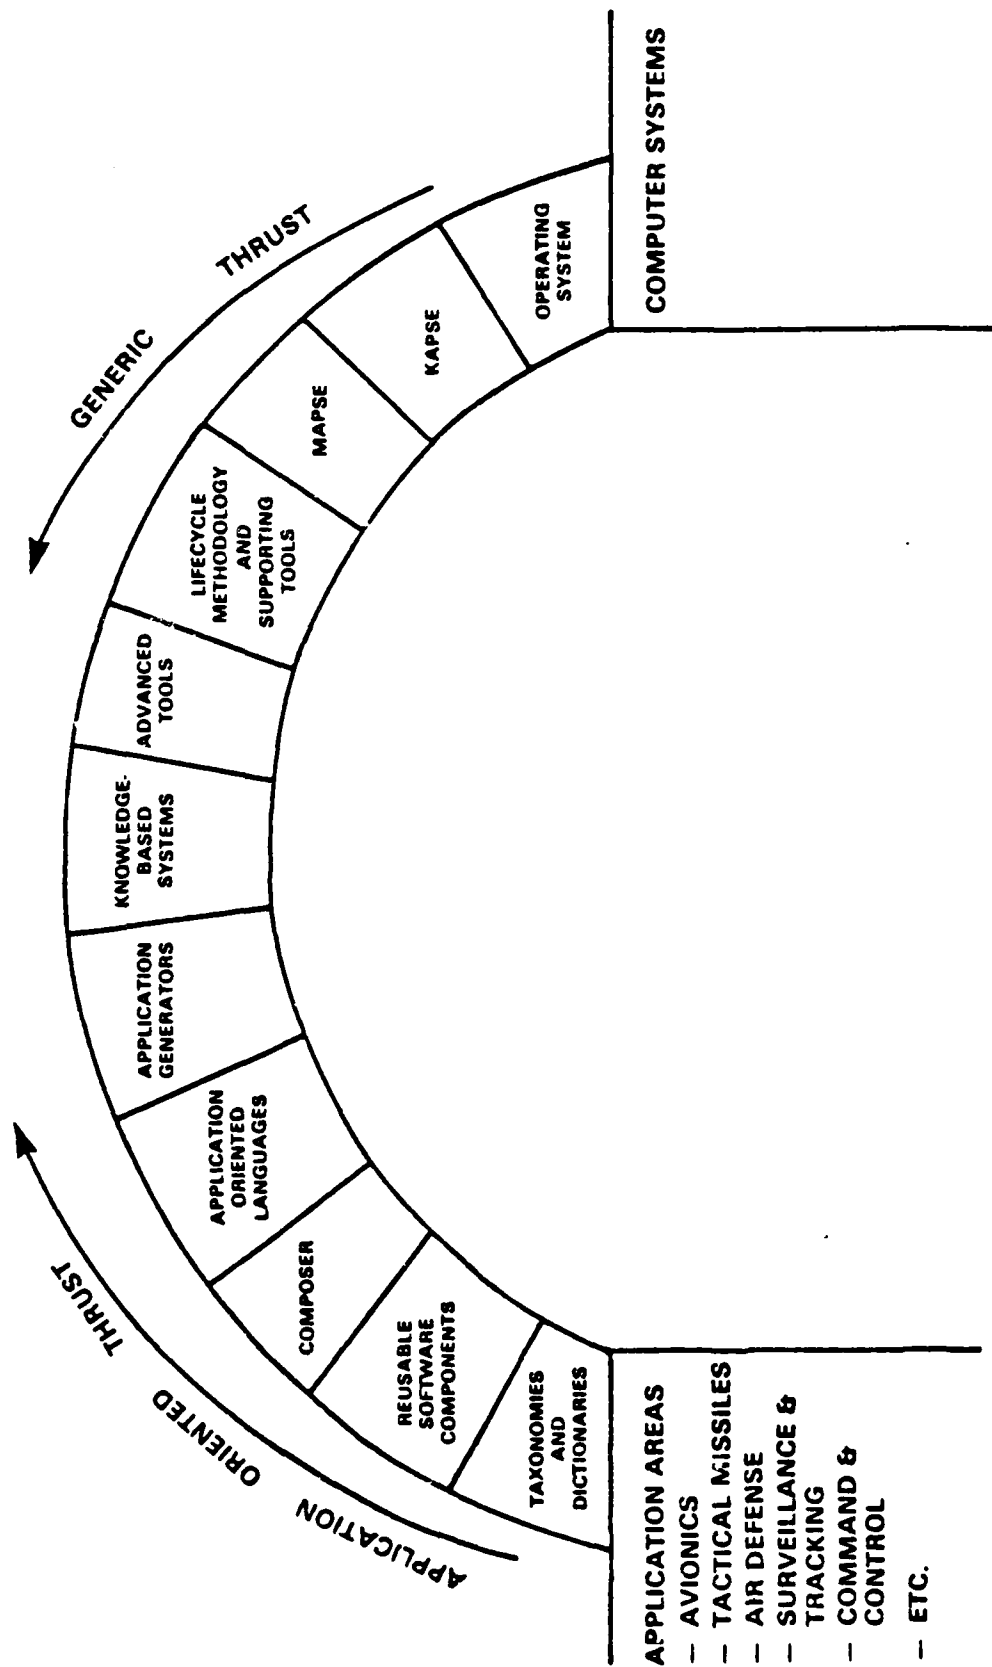 APPLICATION ORIENTED THRUST
GENERIC THRUST
TAXONOMIES
AND
DICTIONARIES
REUSABLE
SOFTWARE
COMPONENTS
COMPOSER
APPLICATION
ORIENTED
LANGUAGES
APPLICATION
GENERATORS
KNOWLEDGE-
BASED
SYSTEMS
ADVANCED
TOOLS
LIFECYCLE
METHODOLOGY
AND
SUPPORTING
TOOLS
MAPSE
KAPSE
OPERATING
SYSTEM
APPLICATION AREAS
– AVIONICS
– TACTICAL MISSILES
– AIR DEFENSE
– SURVEILLANCE &
TRACKING
– COMMAND &
CONTROL
– ETC.
COMPUTER SYSTEMS